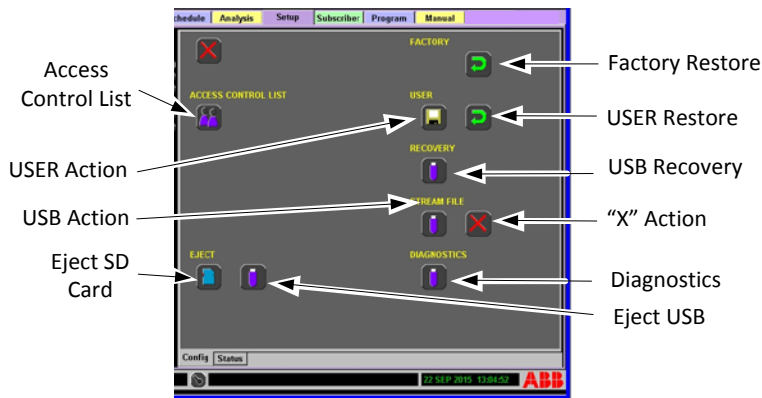 chedule Analysis Setup Subscriber Program Manual
FACTORY
Factory Restore
Access
Control List
ACCESS CONTROL LIST
USER
USER Restore
USER Action
RECOVERY
USB Recovery
USB Action
STREAM FILE
"X" Action
Eject SD
Card
EJECT
DIAGNOSTICS
Diagnostics
Eject USB
Config Status
22 SEP 2015 13:04:52 ABB